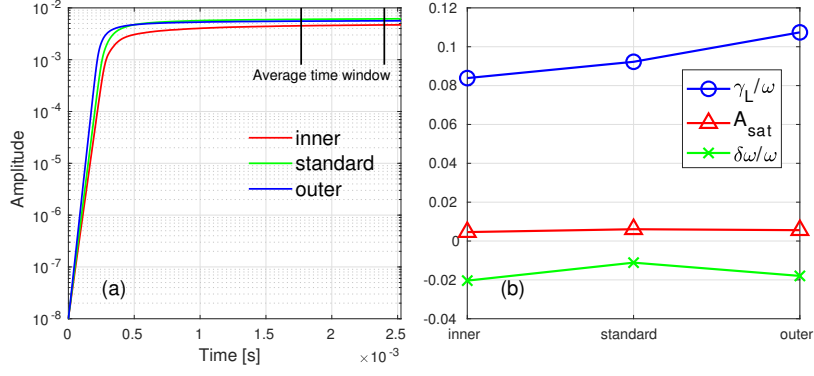 10^-2
10^-3
10^-4
10^-5
10^-6
10^-7
10^-8
Amplitude
Average time window
inner
standard
outer
(a)
0 0.5 1 1.5 2 2.5
Time [s]
×10^-3
0.12
0.1
0.08
0.06
0.04
0.02
0
-0.02
-0.04
γ_L/ω
A_sat
δω/ω
(b)
inner standard outer